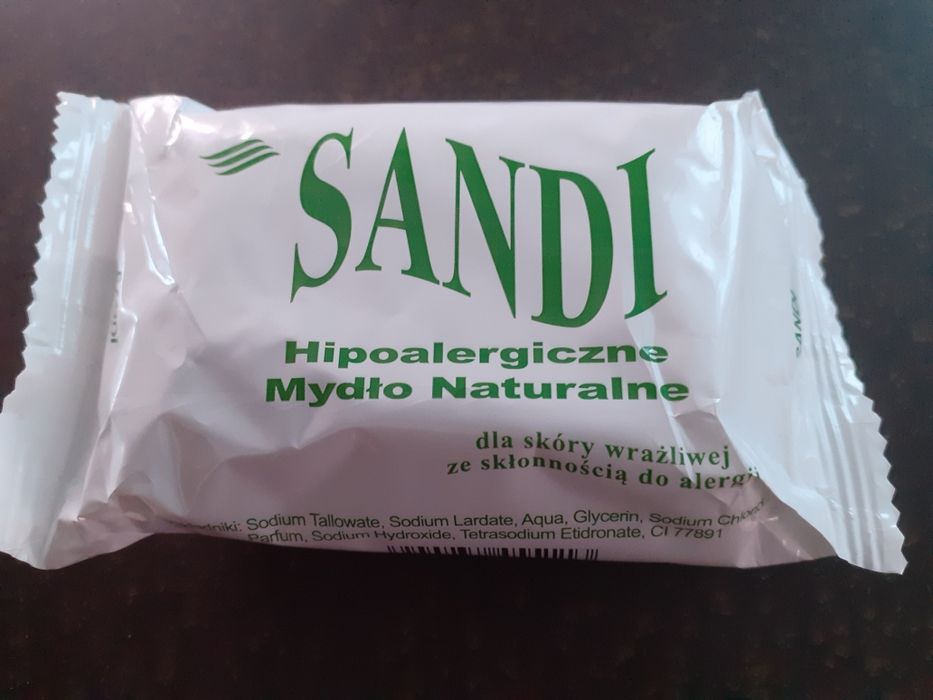 SANDI
Hipoalergiczne
Mydło Naturalne
dla skóry wrażliwej
ze skłonnością do
Sodium Tallowate, Sodium Lardate, Aqua, Glycerin, Sodium
Parfum, Sodium Hydroxide, Tetrasodium Etidronate, CI 77891
SANDI